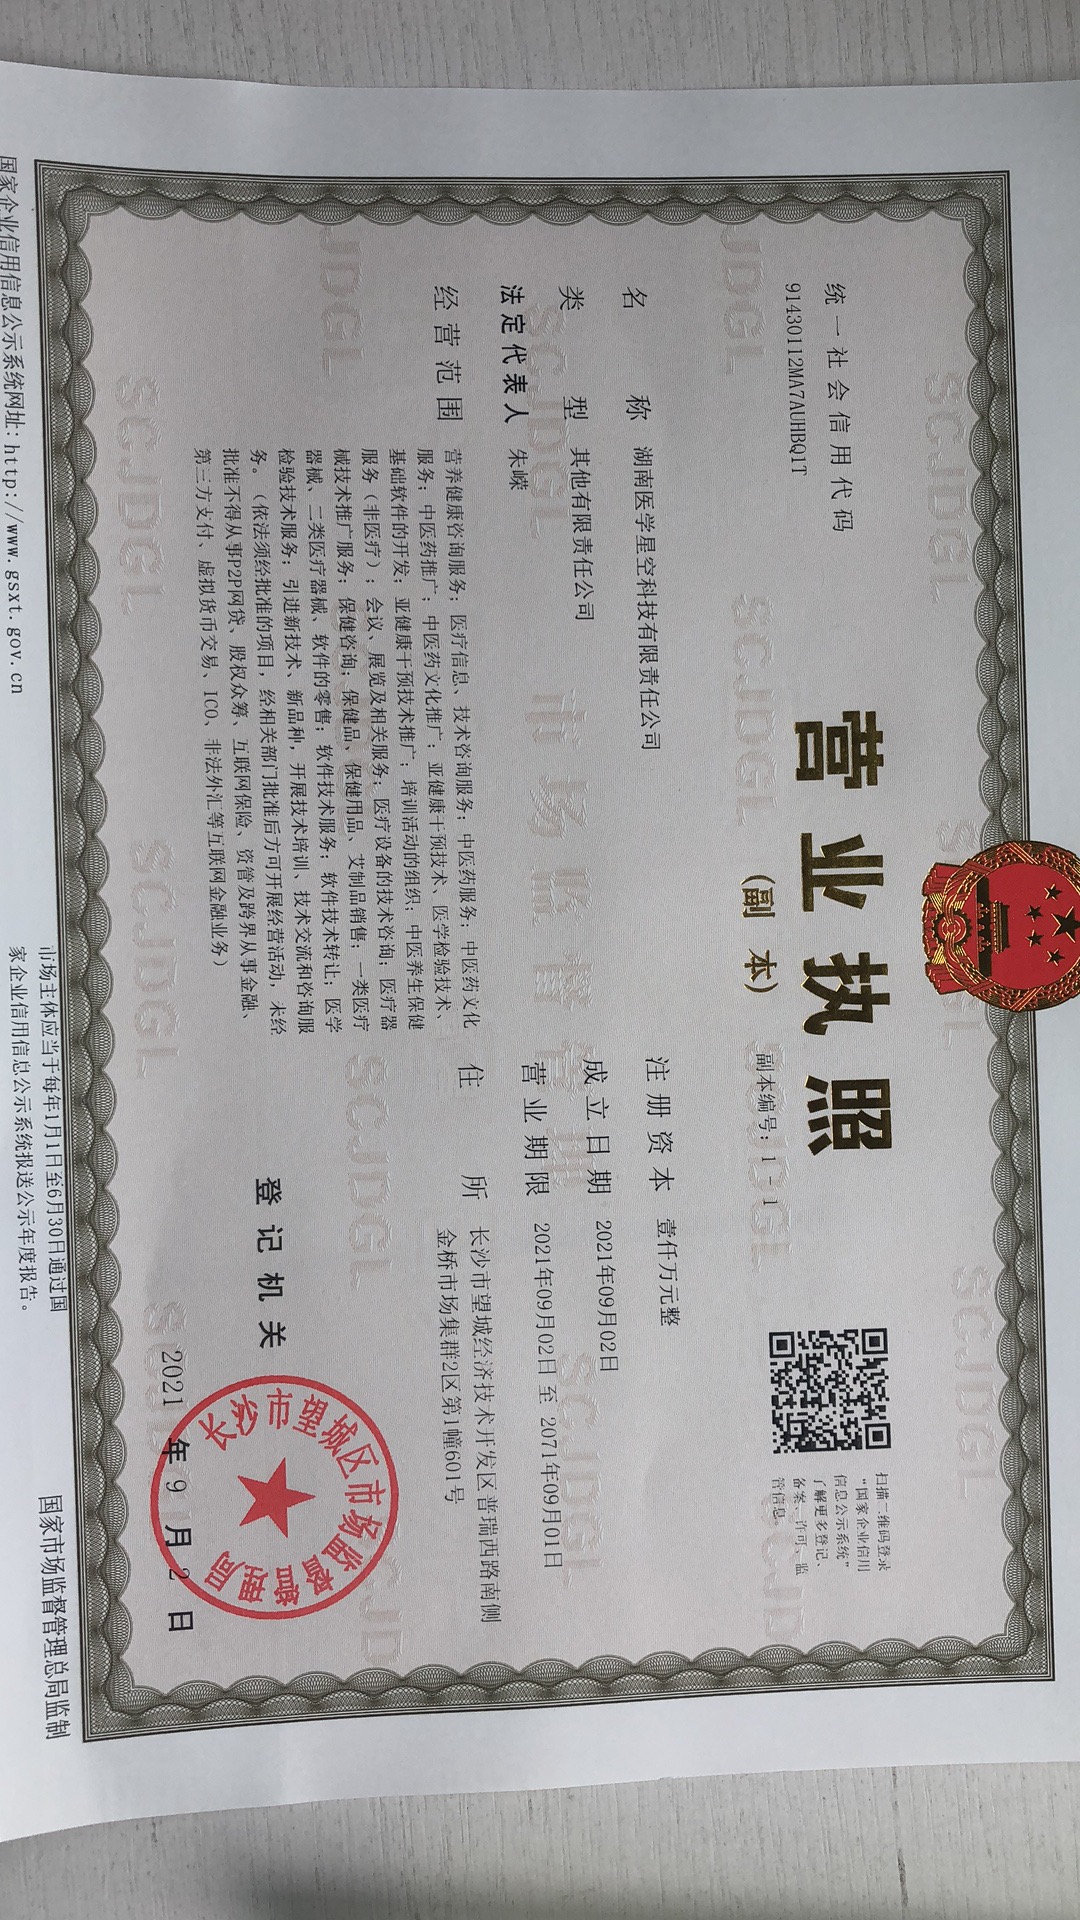 营业执照
(副本)
副本编号: 1-1
统一社会信用代码
91430112MA7AUHBQ1T
扫描二维码登录
“国家企业信用
信息公示系统”
了解更多登记、
备案、许可、监
管信息。
名称 湖南医学星空科技有限责任公司
类型 其他有限责任公司
法定代表人 朱嵘
经营范围 营养健康咨询服务；医疗信息、技术咨询服务；中医药服务；中医药文化
服务；中医药推广；中医药文化推广；亚健康干预技术、医学检验技术、
基础软件的开发；亚健康干预技术推广；培训活动的组织；中医养生保健
服务（非医疗）；会议、展览及相关服务；医疗设备的技术咨询；医疗器
械技术推广服务；保健咨询；保健品、保健用品、艾制品销售；一类医疗
器械、二类医疗器械、软件的零售；软件技术服务；软件技术转让；医学
检验技术服务；引进新技术、新品种，开展技术培训、技术交流和咨询服
务。（依法须经批准的项目，经相关部门批准后方可开展经营活动，未经
批准不得从事P2P网贷、股权众筹、互联网保险、资管及跨界从事金融、
第三方支付、虚拟货币交易、ICO、非法外汇等互联网金融业务）
注册资本 壹仟万元整
成立日期 2021年09月02日
营业期限 2021年09月02日 至 2071年09月01日
住所 长沙市望城经济技术开发区普瑞西路南侧
金桥市场集群2区第1幢601号
登记机关
长沙市望城区市场监督管理局
2021 年 9 月 2 日
国家企业信用信息公示系统网址: http://www.gsxt.gov.cn
市场主体应当于每年1月1日至6月30日通过国
家企业信用信息公示系统报送公示年度报告。
国家市场监督管理总局监制
SCJDGL
市场监督管理